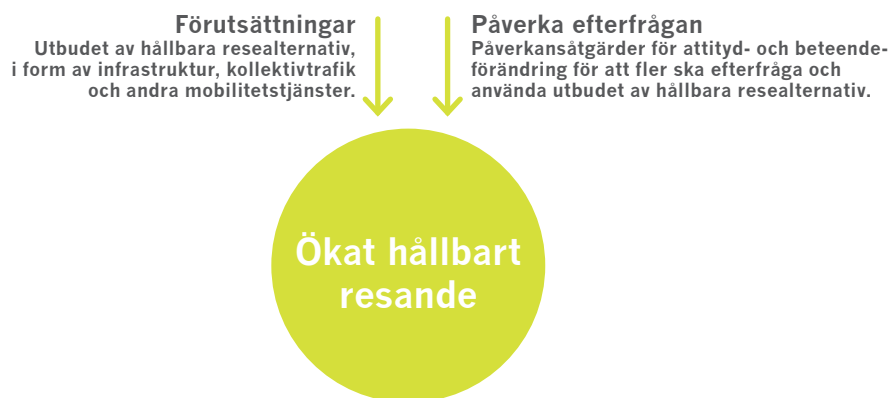 Förutsättningar
Utbudet av hållbara resealternativ,
i form av infrastruktur, kollektivtrafik
och andra mobilitetstjänster.
Påverka efterfrågan
Påverkansåtgärder för attityd- och beteende-
förändring för att fler ska efterfråga och
använda utbudet av hållbara resealternativ.
Ökat hållbart
resande